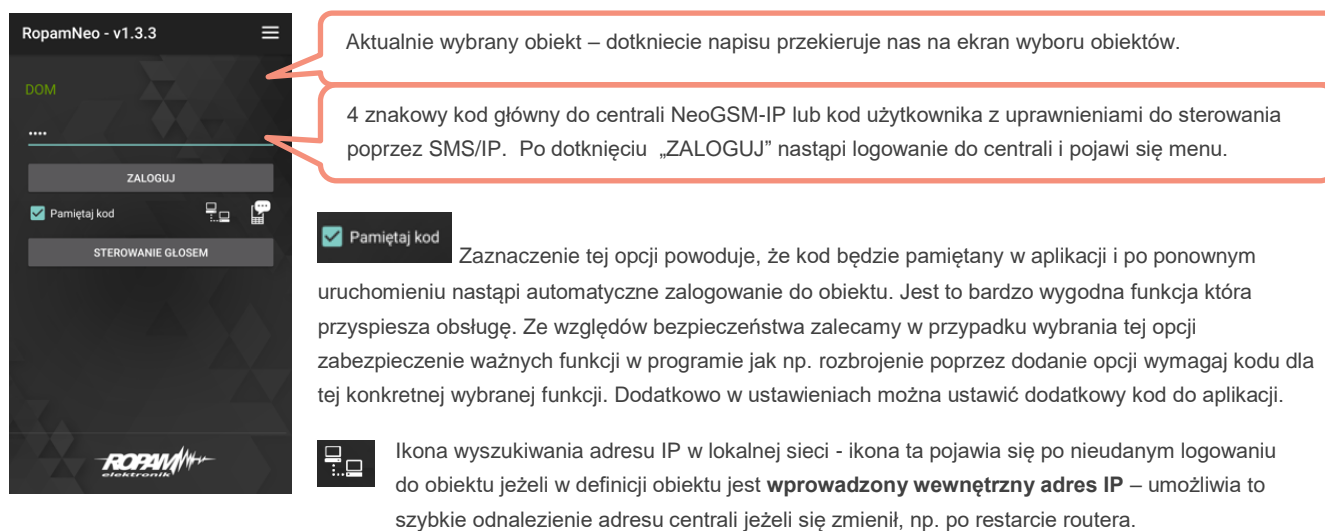 RopamNeo - v1.3.3
DOM
••••
ZALOGUJ
Pamiętaj kod
STEROWANIE GŁOSEM
ROPAM
elektronik
Aktualnie wybrany obiekt – dotkniecie napisu przekieruje nas na ekran wyboru obiektów.
4 znakowy kod główny do centrali NeoGSM-IP lub kod użytkownika z uprawnieniami do sterowania
poprzez SMS/IP. Po dotknięciu „ZALOGUJ” nastąpi logowanie do centrali i pojawi się menu.
Pamiętaj kod Zaznaczenie tej opcji powoduje, że kod będzie pamiętany w aplikacji i po ponownym
uruchomieniu nastąpi automatyczne zalogowanie do obiektu. Jest to bardzo wygodna funkcja która
przyspiesza obsługę. Ze względów bezpieczeństwa zalecamy w przypadku wybrania tej opcji
zabezpieczenie ważnych funkcji w programie jak np. rozbrojenie poprzez dodanie opcji wymagaj kodu dla
tej konkretnej wybranej funkcji. Dodatkowo w ustawieniach można ustawić dodatkowy kod do aplikacji.
Ikona wyszukiwania adresu IP w lokalnej sieci - ikona ta pojawia się po nieudanym logowaniu
do obiektu jeżeli w definicji obiektu jest wprowadzony wewnętrzny adres IP – umożliwia to
szybkie odnalezienie adresu centrali jeżeli się zmienił, np. po restarcie routera.